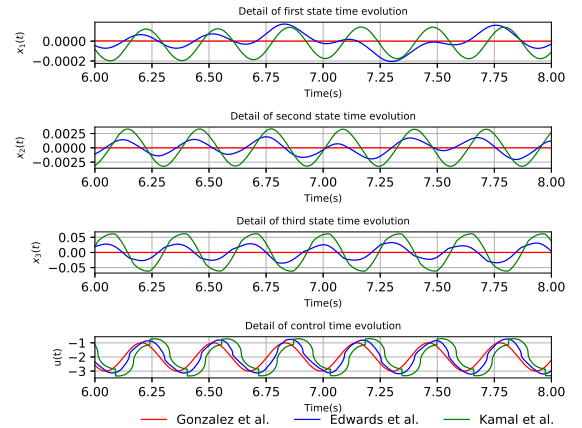 Detail of first state time evolution
x₁(t)
0.0000
−0.0002
6.00 6.25 6.50 6.75 7.00 7.25 7.50 7.75 8.00
Time(s)
Detail of second state time evolution
x₂(t)
0.0025
0.0000
−0.0025
6.00 6.25 6.50 6.75 7.00 7.25 7.50 7.75 8.00
Time(s)
Detail of third state time evolution
x₃(t)
0.05
0.00
−0.05
6.00 6.25 6.50 6.75 7.00 7.25 7.50 7.75 8.00
Time(s)
Detail of control time evolution
u(t)
−1
−2
−3
6.00 6.25 6.50 6.75 7.00 7.25 7.50 7.75 8.00
Time(s)
Gonzalez et al. Edwards et al. Kamal et al.